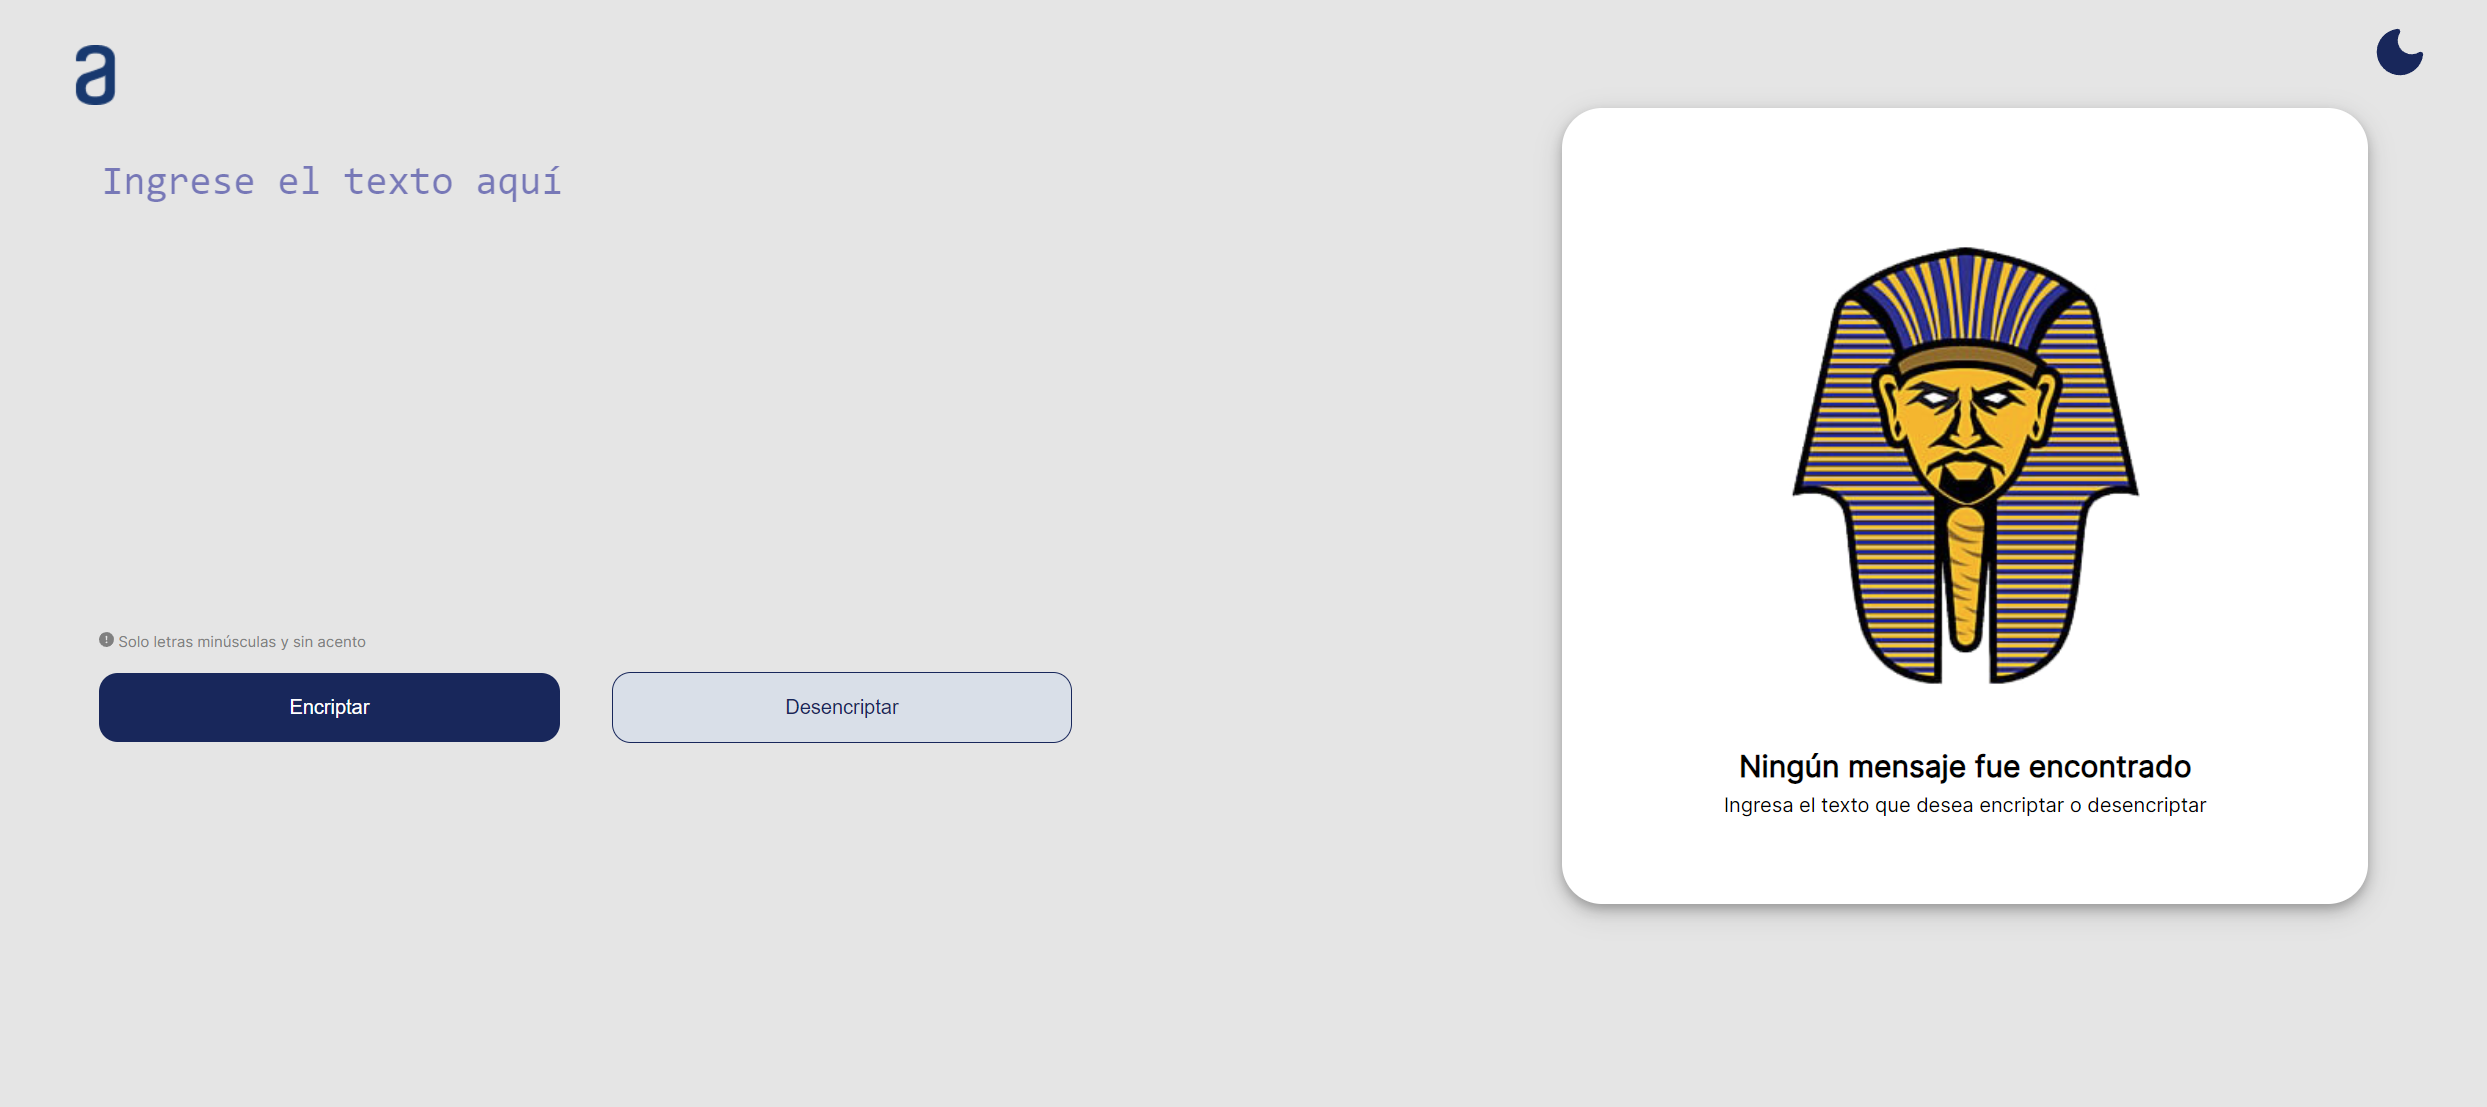 a
Ingrese el texto aquí
Solo letras minúsculas y sin acento
Encriptar
Desencriptar
Ningún mensaje fue encontrado
Ingresa el texto que desea encriptar o desencriptar